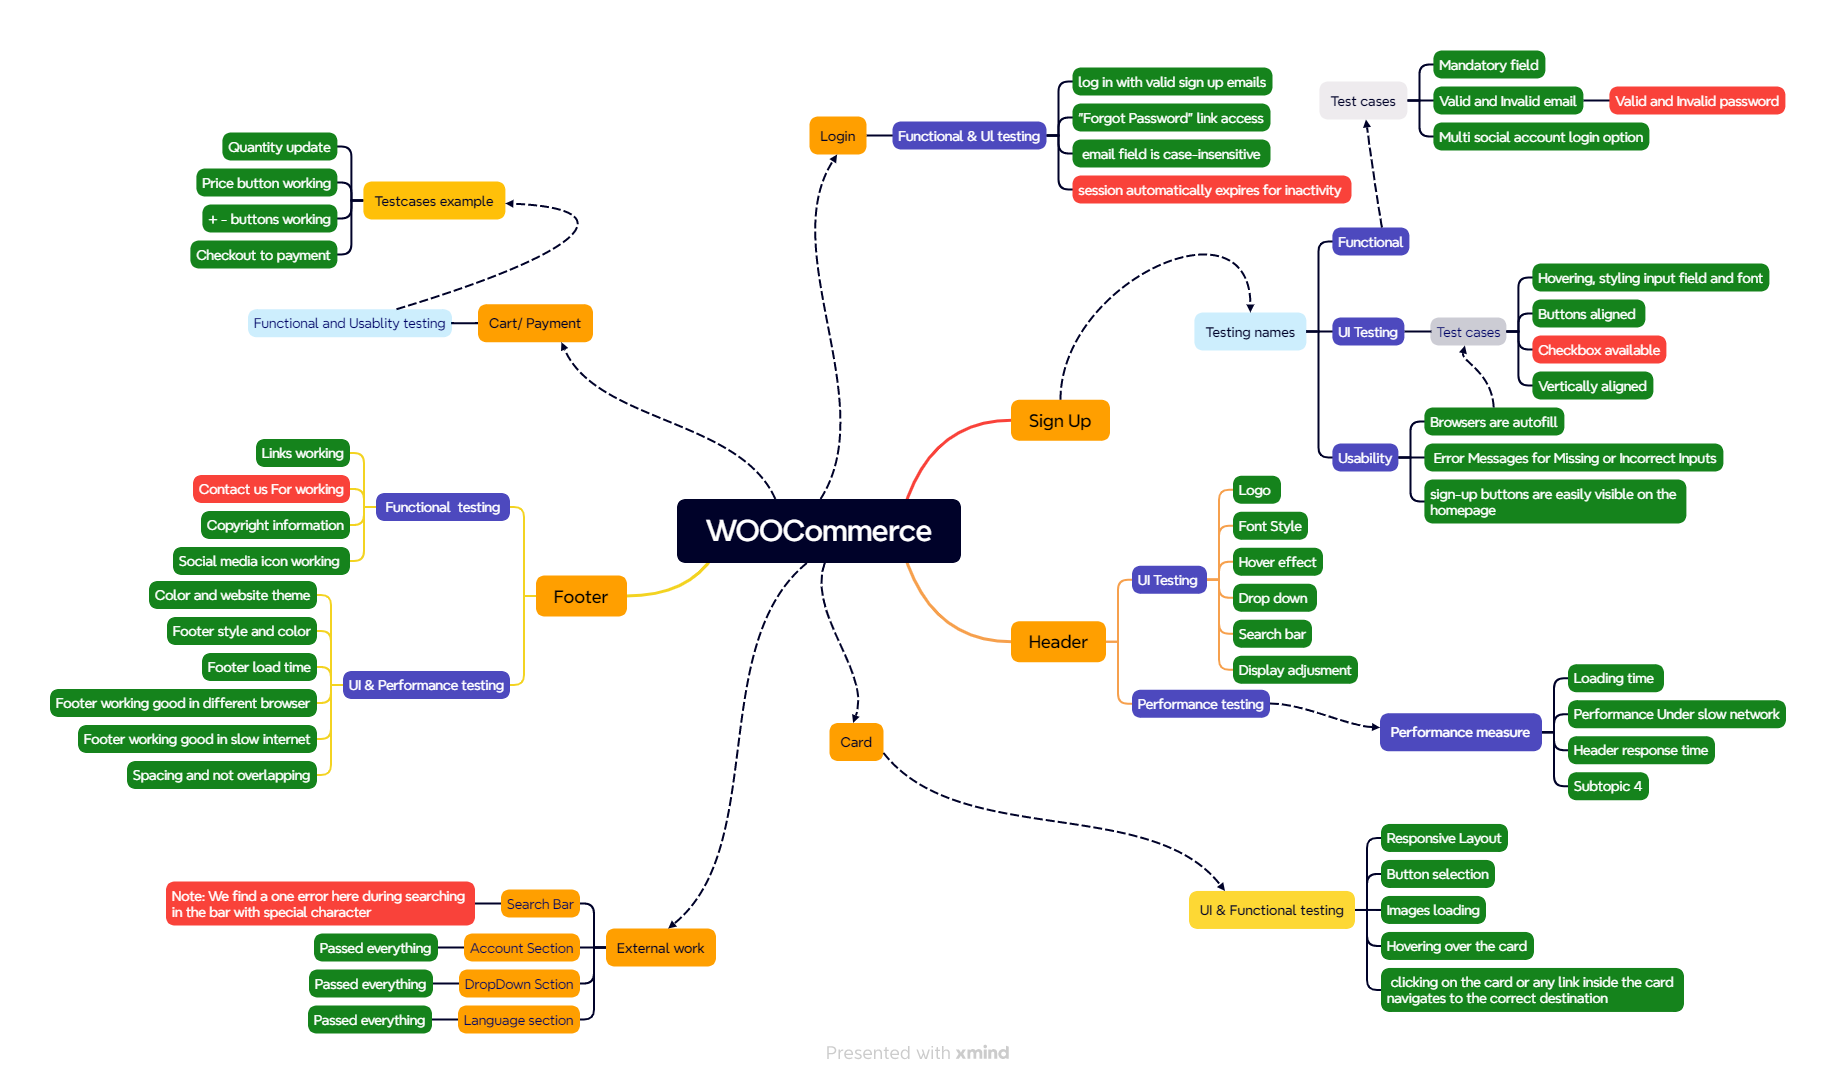 WOOCommerce
Login
Functional & UI testing
log in with valid sign up emails
"Forgot Password" link access
email field is case-insensitive
session automatically expires for inactivity
Sign Up
Testing names
Functional
Test cases
Mandatory field
Valid and Invalid email
Valid and Invalid password
Multi social account login option
UI Testing
Test cases
Hovering, styling input field and font
Buttons aligned
Checkbox available
Vertically aligned
Usability
Browsers are autofill
Error Messages for Missing or Incorrect Inputs
sign-up buttons are easily visible on the
homepage
Header
UI Testing
Logo
Font Style
Hover effect
Drop down
Search bar
Display adjusment
Performance testing
Performance measure
Loading time
Performance Under slow network
Header response time
Subtopic 4
Card
UI & Functional testing
Responsive Layout
Button selection
Images loading
Hovering over the card
clicking on the card or any link inside the card
navigates to the correct destination
External work
Search Bar
Note: We find a one error here during searching
in the bar with special character
Account Section
Passed everything
DropDown Sction
Passed everything
Language section
Passed everything
Footer
Functional  testing
Links working
Contact us For working
Copyright information
Social media icon working
UI & Performance testing
Color and website theme
Footer style and color
Footer load time
Footer working good in different browser
Footer working good in slow internet
Spacing and not overlapping
Cart/ Payment
Functional and Usablity testing
Testcases example
Quantity update
Price button working
+ - buttons working
Checkout to payment
Presented with xmind